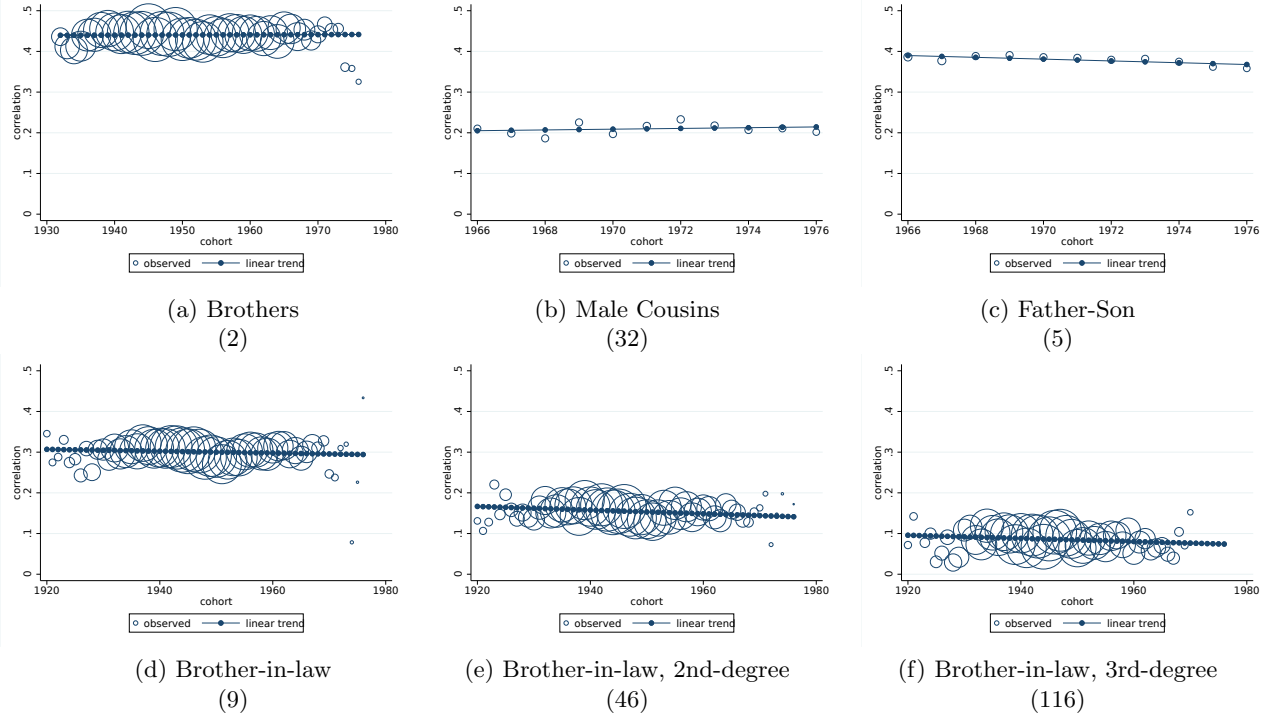 correlation
0 .1 .2 .3 .4 .5
1930 1940 1950 1960 1970 1980
cohort
observed linear trend
(a) Brothers
(2)
correlation
0 .1 .2 .3 .4 .5
1966 1968 1970 1972 1974 1976
cohort
observed linear trend
(b) Male Cousins
(32)
correlation
0 .1 .2 .3 .4 .5
1966 1968 1970 1972 1974 1976
cohort
observed linear trend
(c) Father-Son
(5)
correlation
0 .1 .2 .3 .4 .5
1920 1940 1960 1980
cohort
observed linear trend
(d) Brother-in-law
(9)
correlation
0 .1 .2 .3 .4 .5
1920 1940 1960 1980
cohort
observed linear trend
(e) Brother-in-law, 2nd-degree
(46)
correlation
0 .1 .2 .3 .4 .5
1920 1940 1960 1980
cohort
observed linear trend
(f) Brother-in-law, 3rd-degree
(116)